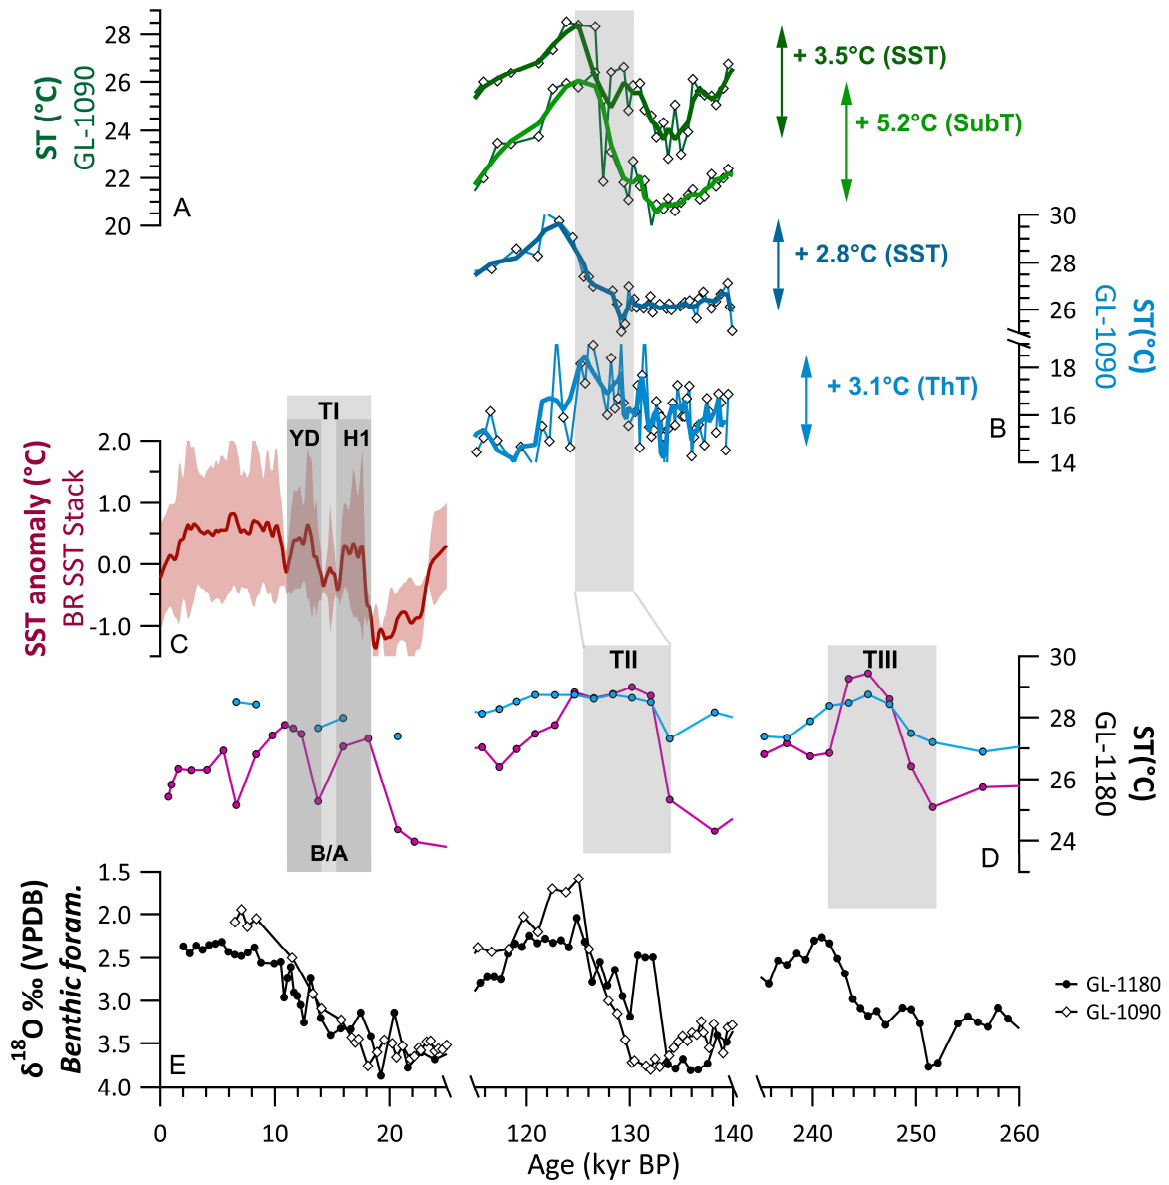 ST (°C)
GL-1090
28
26
24
22
20
A
+ 3.5°C (SST)
+ 5.2°C (SubT)
30
28
26
18
16
14
+ 2.8°C (SST)
+ 3.1°C (ThT)
B
ST(°C)
GL-1090
TI
YD H1
SST anomaly (°C)
BR SST Stack
2.0
1.0
0.0
-1.0
C
B/A
TII
TIII
30
28
26
24
D
ST(°C)
GL-1180
δ18O ‰ (VPDB)
Benthic foram.
1.5
2.0
2.5
3.0
3.5
4.0
E
GL-1180
GL-1090
0 10 20 120 130 140 240 250 260
Age (kyr BP)